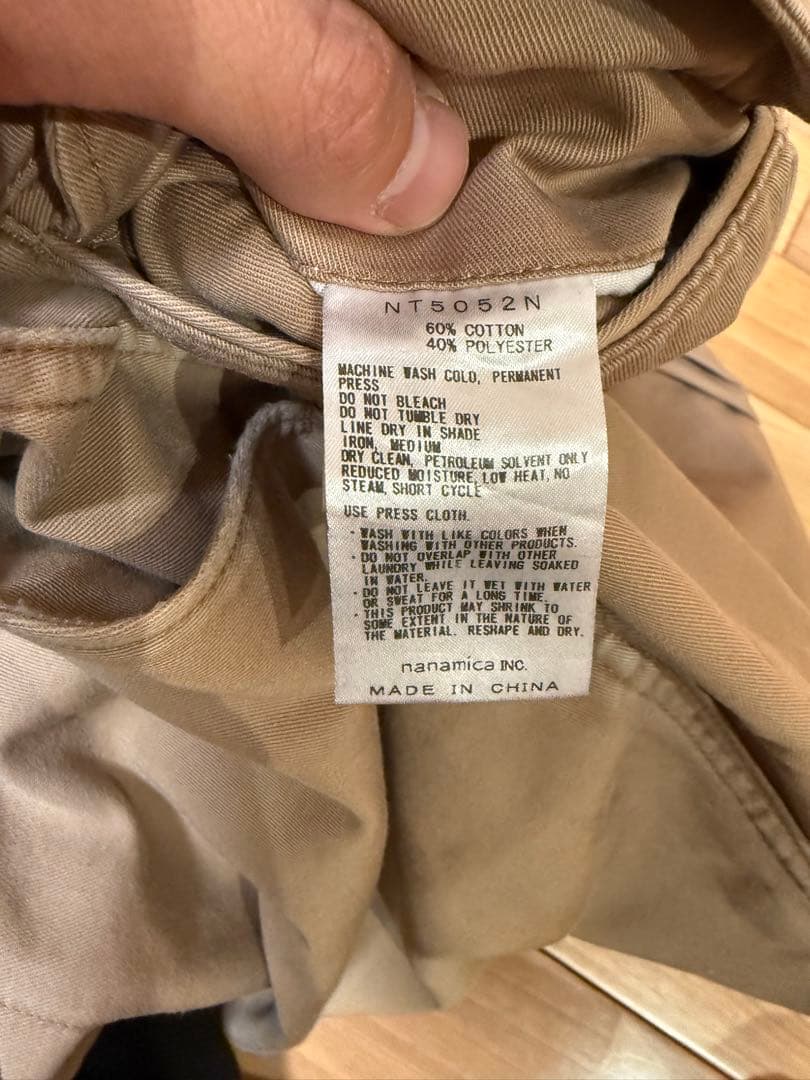 NT5052N
60% COTTON
40% POLYESTER
MACHINE WASH COLD, PERMANENT
PRESS
DO NOT BLEACH
DO NOT TUMBLE DRY
LINE DRY IN SHADE
IRON, MEDIUM
DRY CLEAN, PETROLEUM SOLVENT ONLY
REDUCED MOISTURE, LOW HEAT, NO
STEAM, SHORT CYCLE
USE PRESS CLOTH.
・WASH WITH LIKE COLORS WHEN
WASHING WITH OTHER PRODUCTS.
・DO NOT OVERLAP WITH OTHER
LAUNDRY WHILE LEAVING SOAKED
IN WATER.
・DO NOT LEAVE IT WET WITH WATER
OR SWEAT FOR A LONG TIME.
・THIS PRODUCT MAY SHRINK TO
SOME EXTENT IN THE NATURE OF
THE MATERIAL. RESHAPE AND DRY.
nanamica INC.
MADE IN CHINA